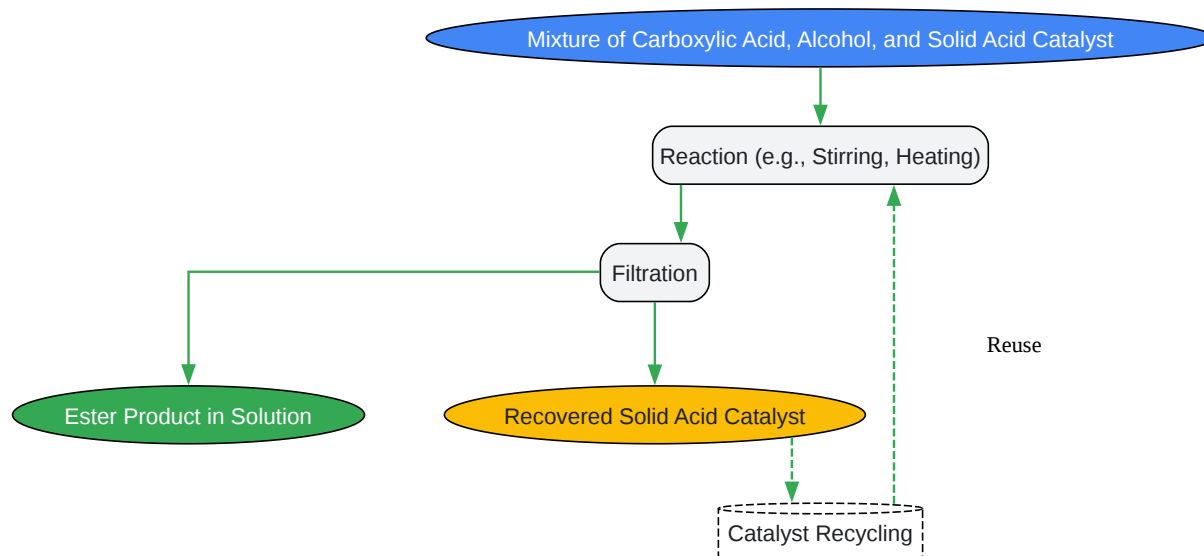 Mixture of Carboxylic Acid, Alcohol, and Solid Acid Catalyst
Reaction (e.g., Stirring, Heating)
Filtration
Reuse
Ester Product in Solution
Recovered Solid Acid Catalyst
Catalyst Recycling